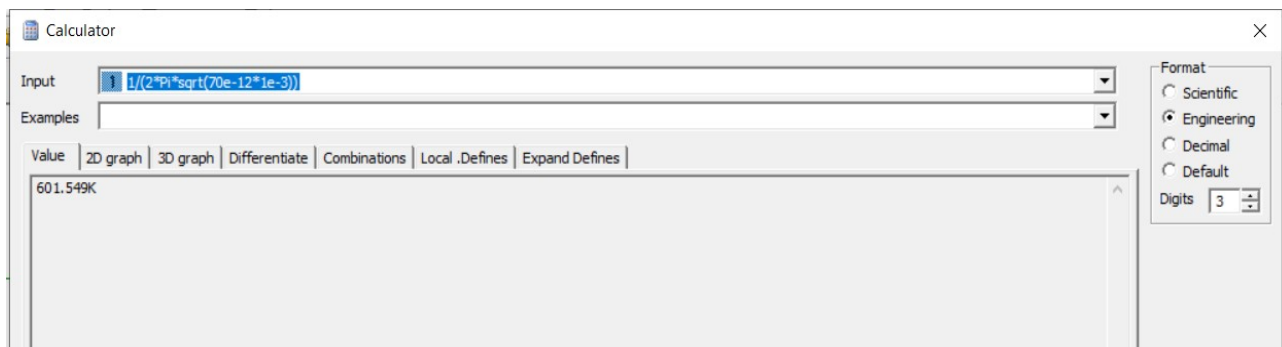 Calculator
Input 1 1/(2*Pi*sqrt(70e-12*1e-3))
Examples
Value 2D graph 3D graph Differentiate Combinations Local .Defines Expand Defines
601.549K
Format
Scientific
Engineering
Decimal
Default
Digits 3